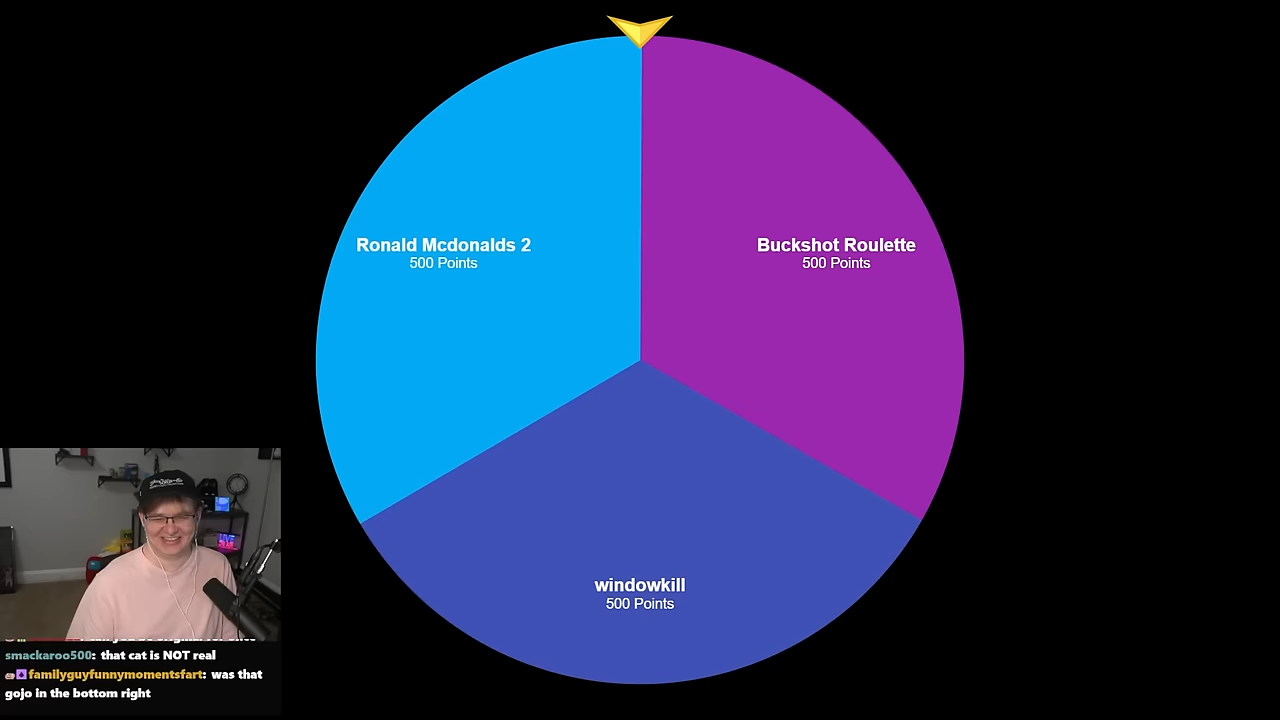 Ronald Mcdonalds 2
500 Points
Buckshot Roulette
500 Points
windowkill
500 Points
smackaroo500: that cat is NOT real
familyguyfunnymomentsfart: was that
gojo in the bottom right